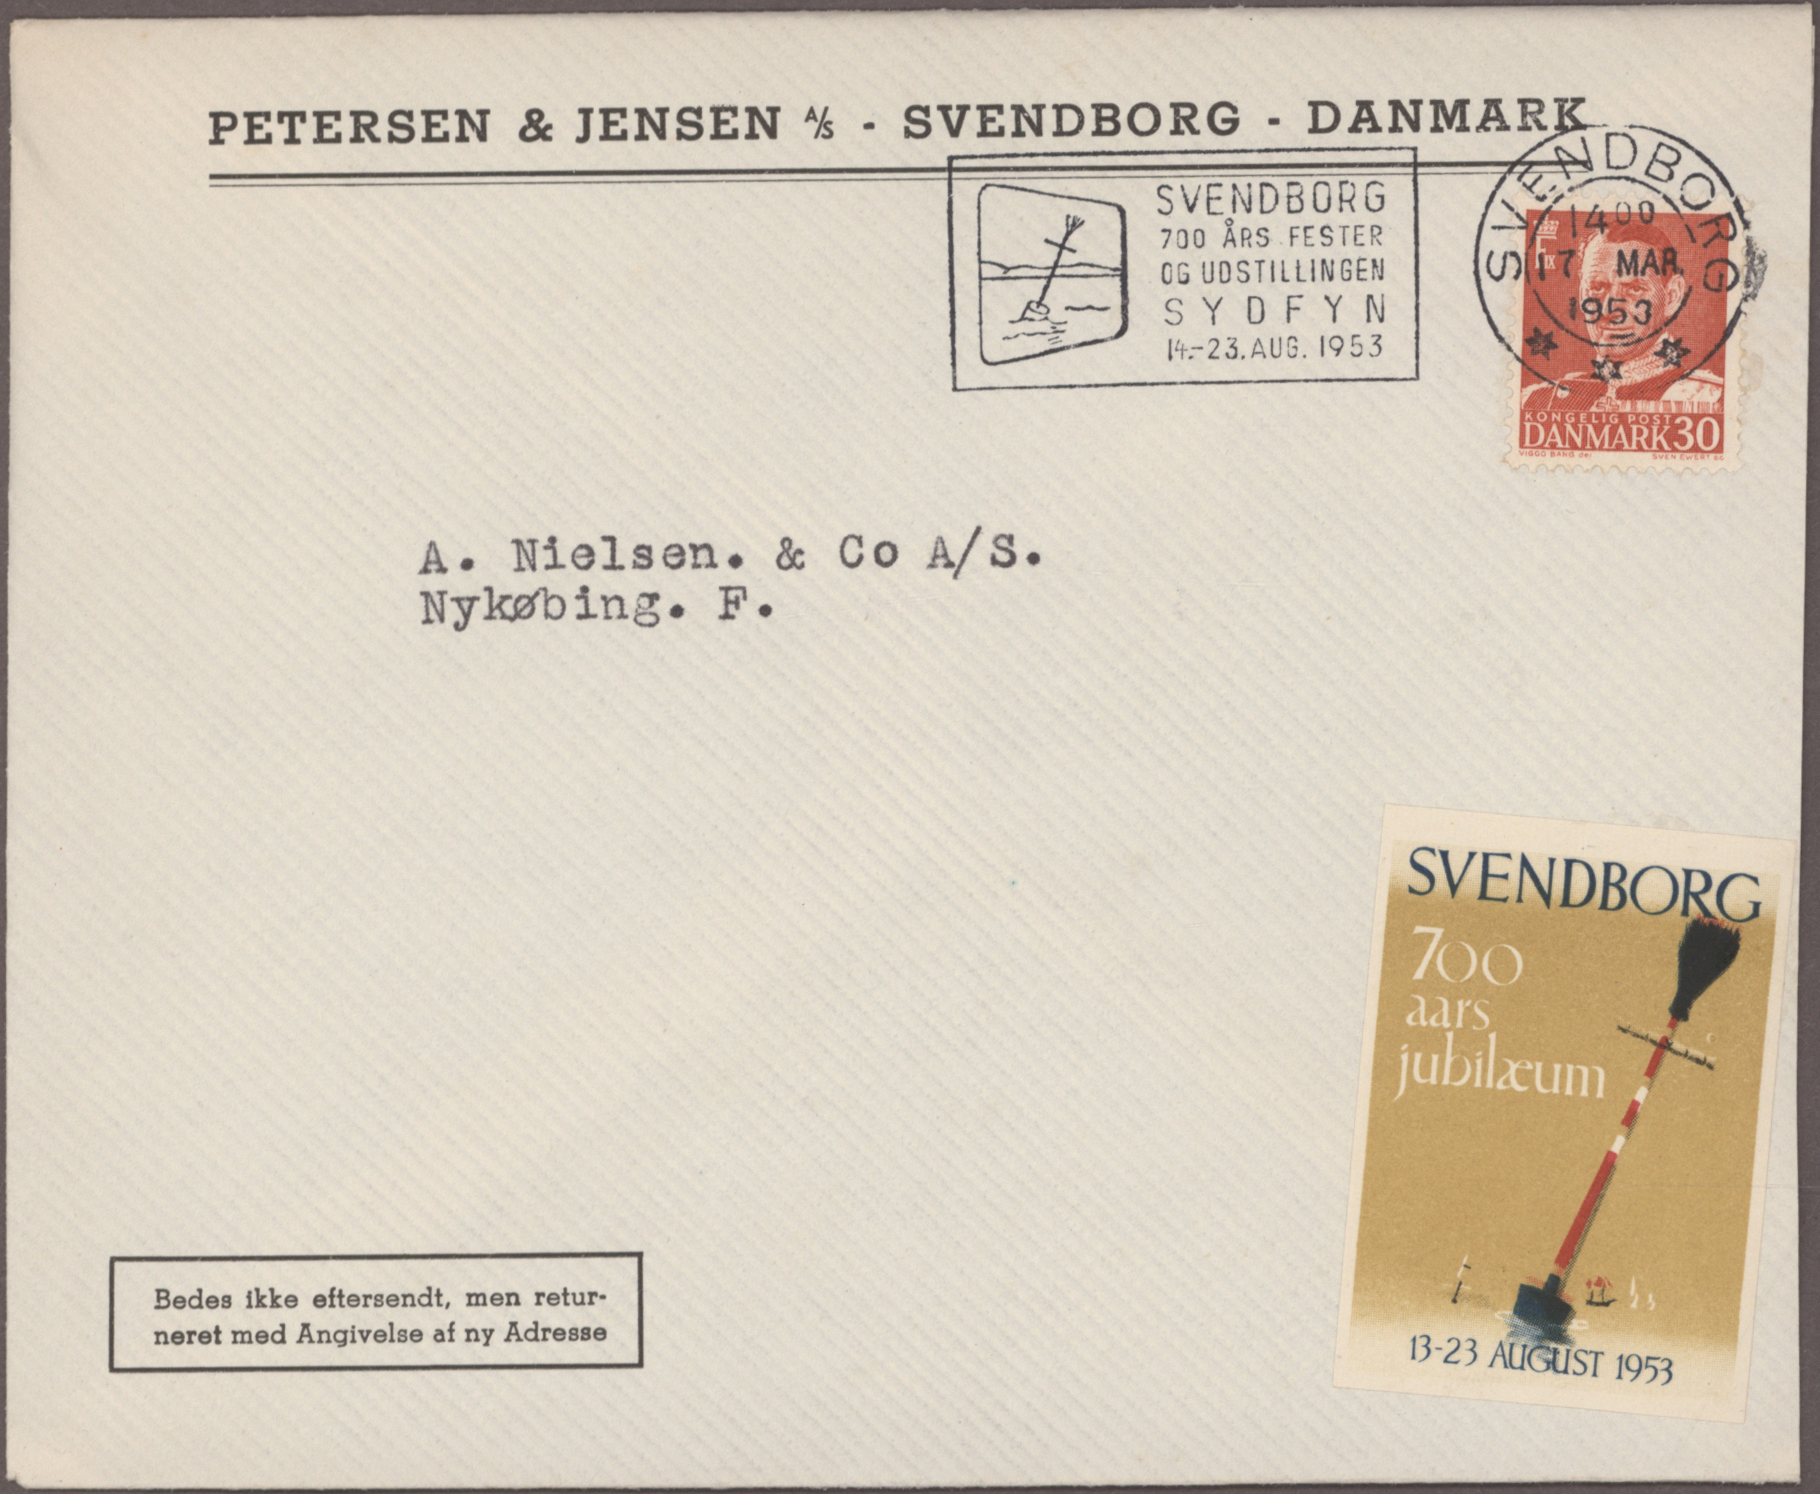 PETERSEN & JENSEN A/S - SVENDBORG - DANMARK
SVENDBORG
700 ÅRS FESTER
OG UDSTILLINGEN
SYDFYN
14.-23. AUG. 1953
SVENDBORG
1400
17 MAR.
1953
F IX
KONGELIG POST
DANMARK 30
VIGGO BANG del
SVEN EWERT sc
A. Nielsen. & Co A/S.
Nykøbing. F.
SVENDBORG
700
aars
jubilæum
13-23 AUGUST 1953
Bedes ikke eftersendt, men retur-
neret med Angivelse af ny Adresse